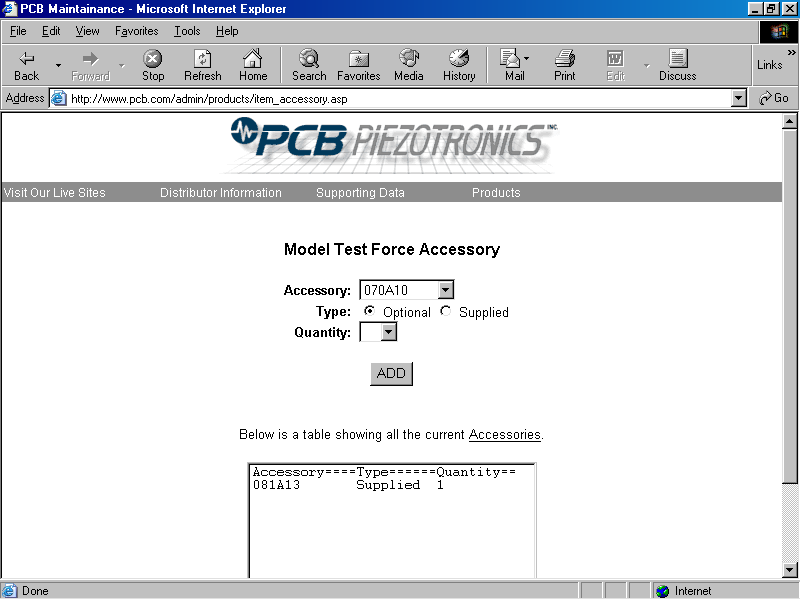 PCB Maintainance - Microsoft Internet Explorer
File Edit View Favorites Tools Help
Back Forward Stop Refresh Home Search Favorites Media History Mail Print Edit Discuss Links »
Address http://www.pcb.com/admin/products/item_accessory.asp Go
PCB PIEZOTRONICS INC.
Visit Our Live Sites Distributor Information Supporting Data Products
Model Test Force Accessory
Accessory: 070A10
Type: Optional Supplied
Quantity:
ADD
Below is a table showing all the current Accessories.
Accessory====Type======Quantity==
081A13 Supplied 1
Done Internet